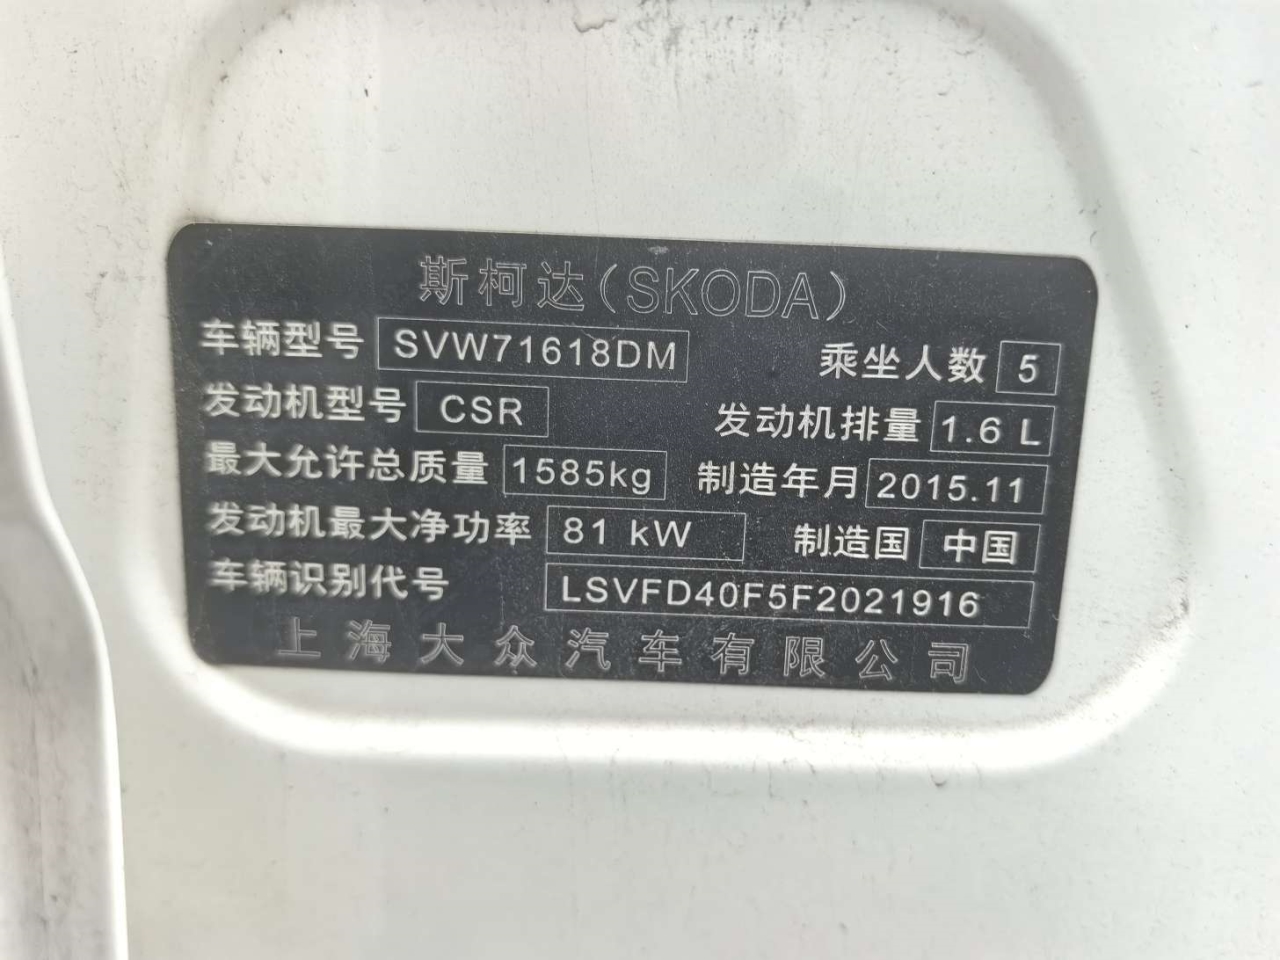 斯柯达(SKODA)
车辆型号 SVW71618DM 乘坐人数 5
发动机型号 CSR 发动机排量 1.6 L
最大允许总质量 1585kg 制造年月 2015.11
发动机最大净功率 81 kW 制造国 中国
车辆识别代号 LSVFD40F5F2021916
上海大众汽车有限公司